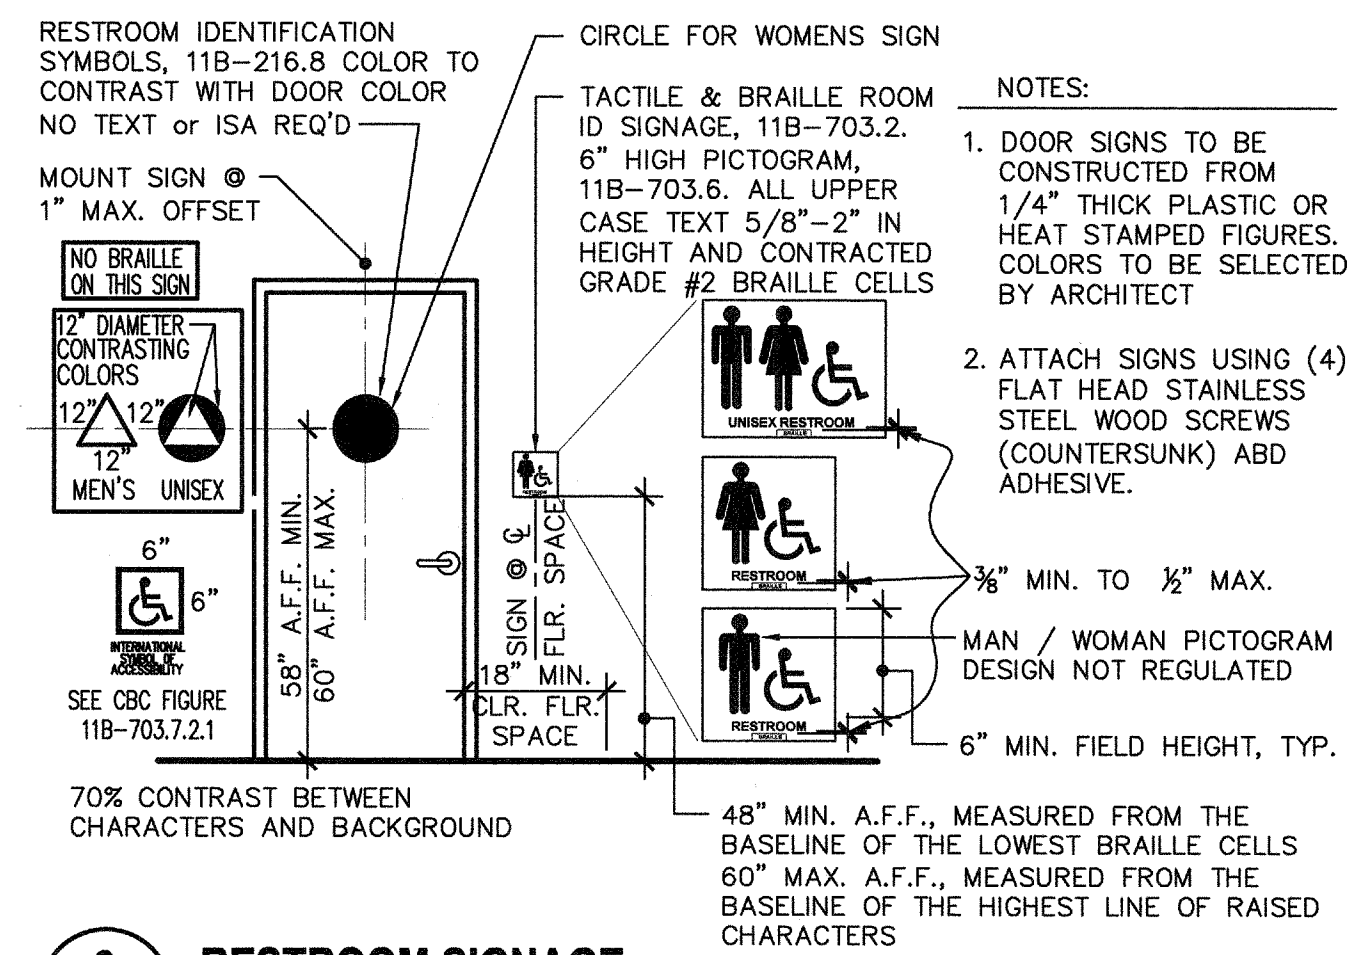 RESTROOM IDENTIFICATION
SYMBOLS, 11B-216.8 COLOR TO
CONTRAST WITH DOOR COLOR
NO TEXT or ISA REQ'D
MOUNT SIGN @
1" MAX. OFFSET
NO BRAILLE
ON THIS SIGN
12" DIAMETER
CONTRASTING
COLORS
12" 12"
12"
MEN'S UNISEX
6"
6"
INTERNATIONAL
SYMBOL OF
ACCESSIBILITY
SEE CBC FIGURE
11B-703.7.2.1
58" A.F.F. MIN.
60" A.F.F. MAX.
CIRCLE FOR WOMENS SIGN
TACTILE & BRAILLE ROOM
ID SIGNAGE, 11B-703.2.
6" HIGH PICTOGRAM,
11B-703.6. ALL UPPER
CASE TEXT 5/8"-2" IN
HEIGHT AND CONTRACTED
GRADE #2 BRAILLE CELLS
RESTROOM
SIGN @ ℄
FLR. SPACE
18" MIN.
CLR. FLR.
SPACE
UNISEX RESTROOM
BRAILLE
RESTROOM
BRAILLE
RESTROOM
BRAILLE
NOTES:
1. DOOR SIGNS TO BE
CONSTRUCTED FROM
1/4" THICK PLASTIC OR
HEAT STAMPED FIGURES.
COLORS TO BE SELECTED
BY ARCHITECT
2. ATTACH SIGNS USING (4)
FLAT HEAD STAINLESS
STEEL WOOD SCREWS
(COUNTERSUNK) ABD
ADHESIVE.
⅜" MIN. TO ½" MAX.
MAN / WOMAN PICTOGRAM
DESIGN NOT REGULATED
6" MIN. FIELD HEIGHT, TYP.
48" MIN. A.F.F., MEASURED FROM THE
BASELINE OF THE LOWEST BRAILLE CELLS
60" MAX. A.F.F., MEASURED FROM THE
BASELINE OF THE HIGHEST LINE OF RAISED
CHARACTERS
70% CONTRAST BETWEEN
CHARACTERS AND BACKGROUND
RESTROOM SIGNAGE